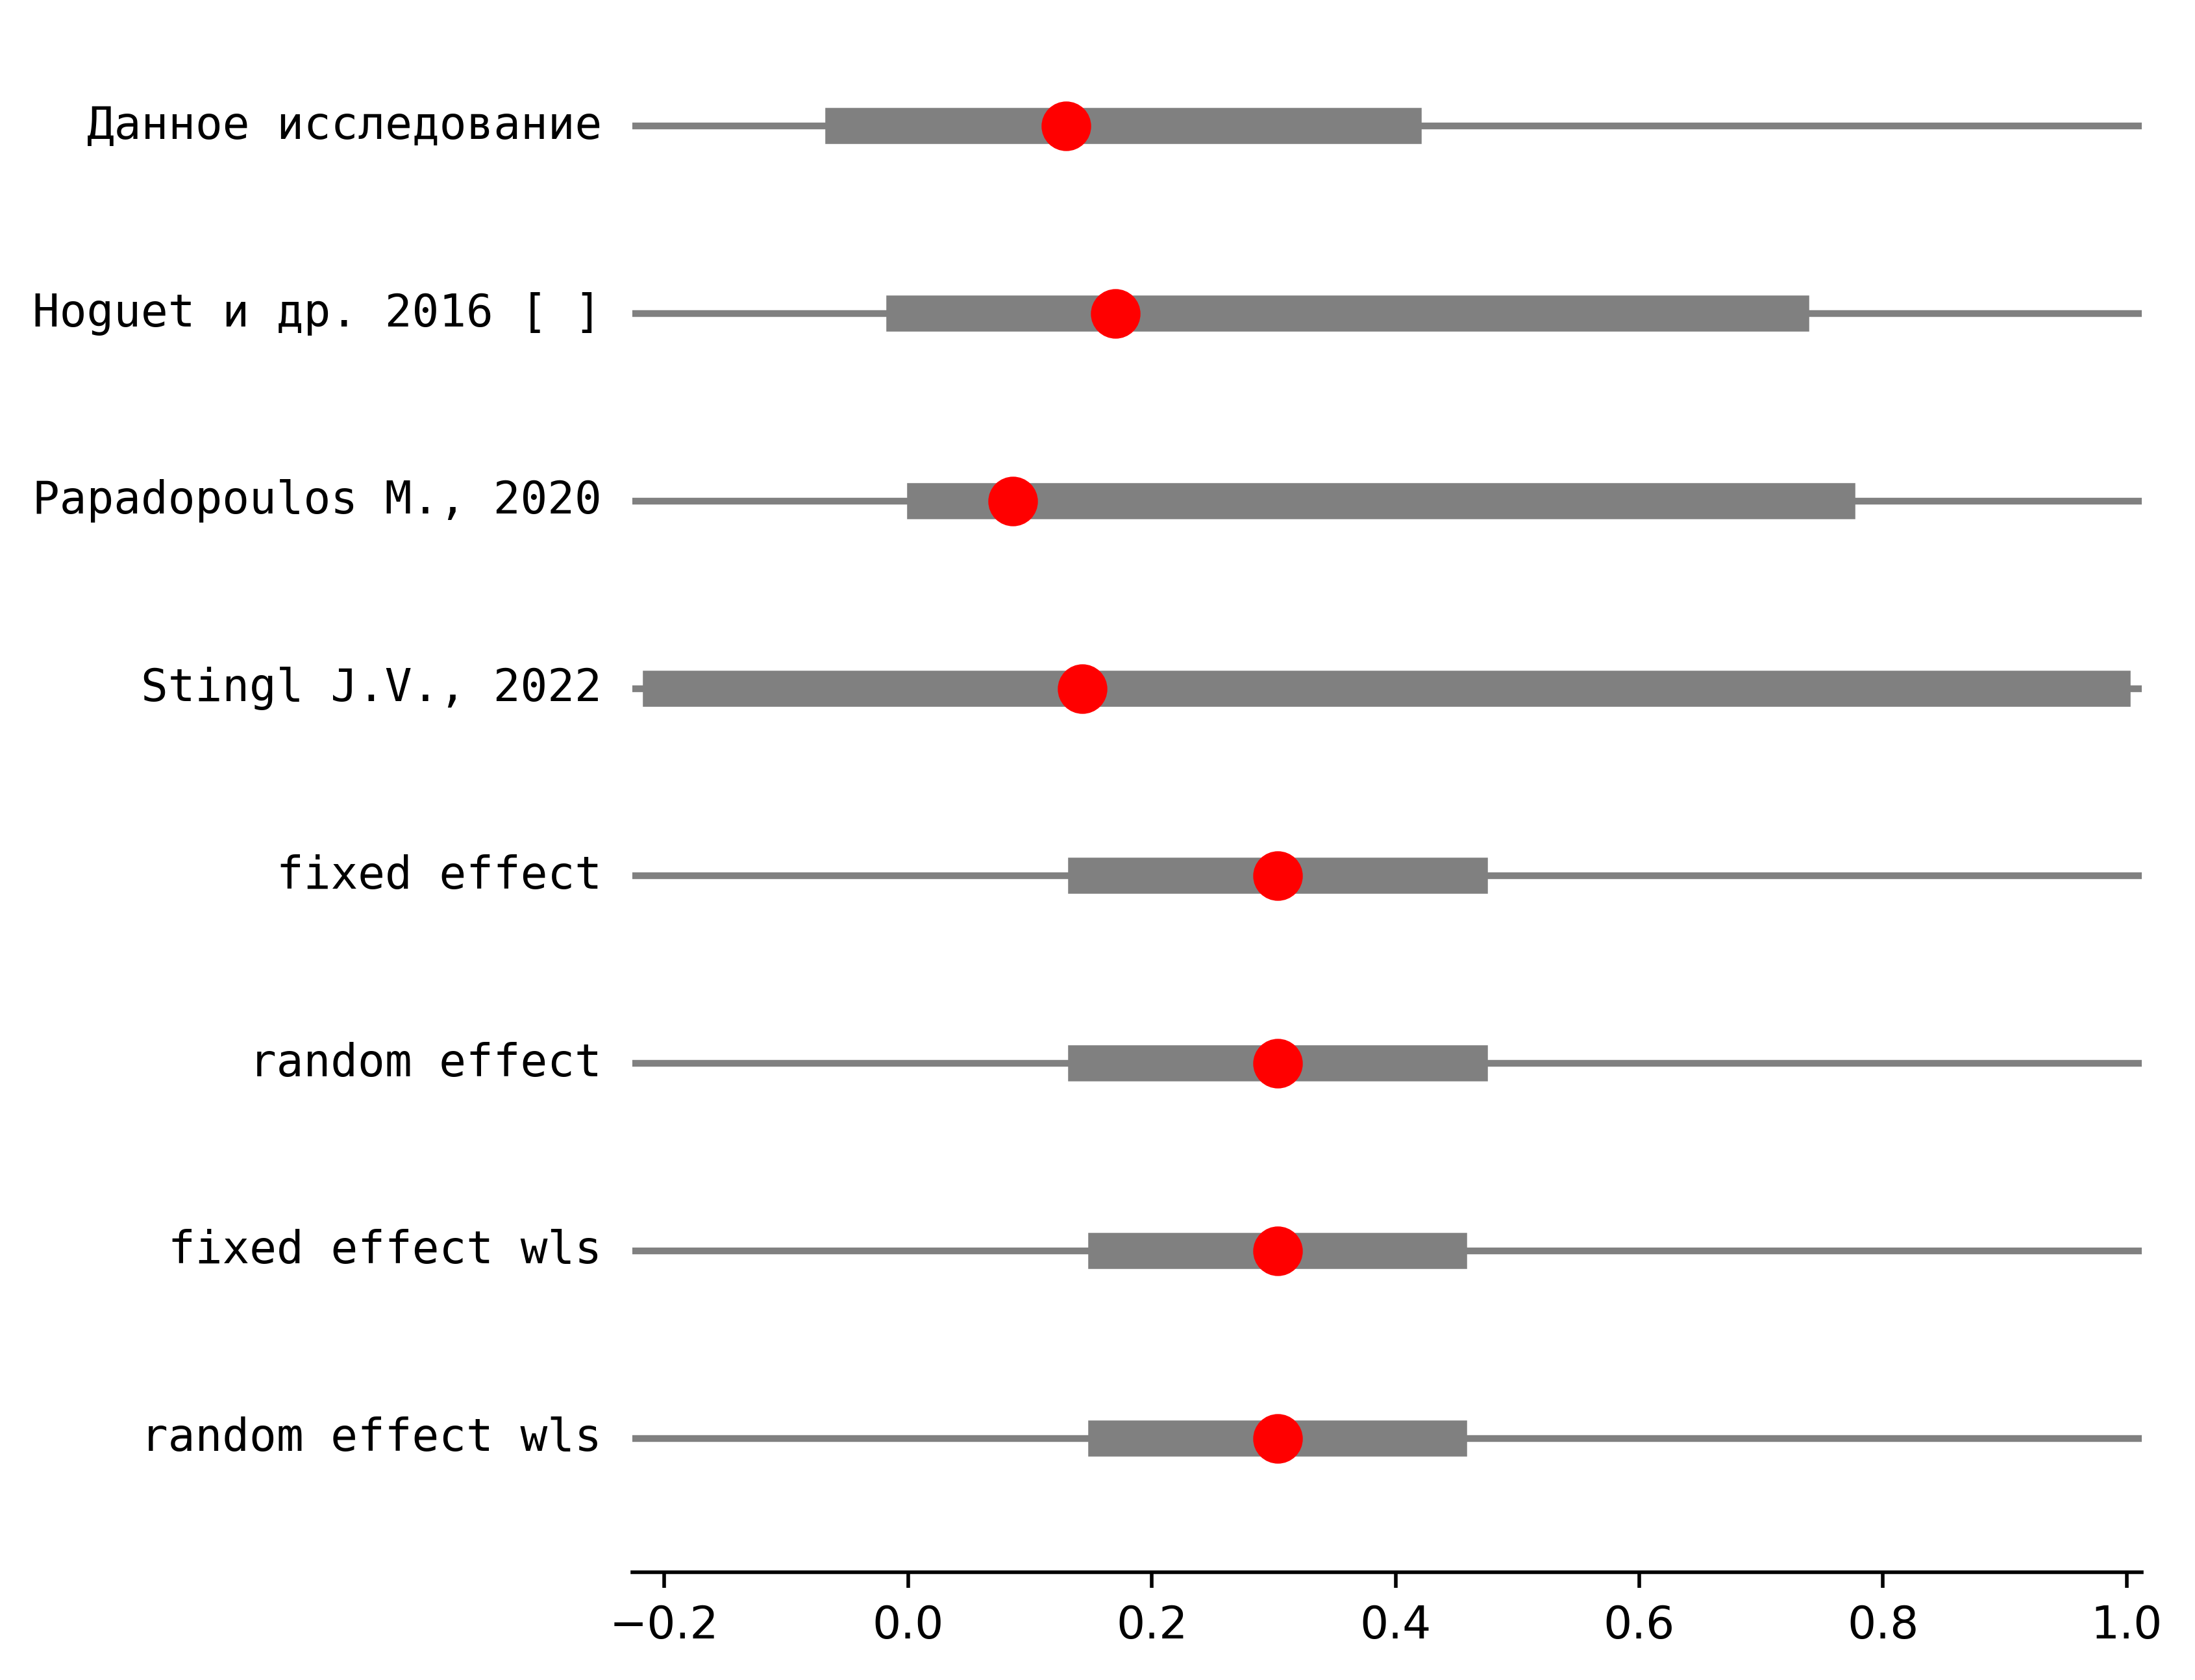 Данное исследование
Hoguet и др. 2016 [ ]
Papadopoulos M., 2020
Stingl J.V., 2022
fixed effect
random effect
fixed effect wls
random effect wls
−0.2 0.0 0.2 0.4 0.6 0.8 1.0